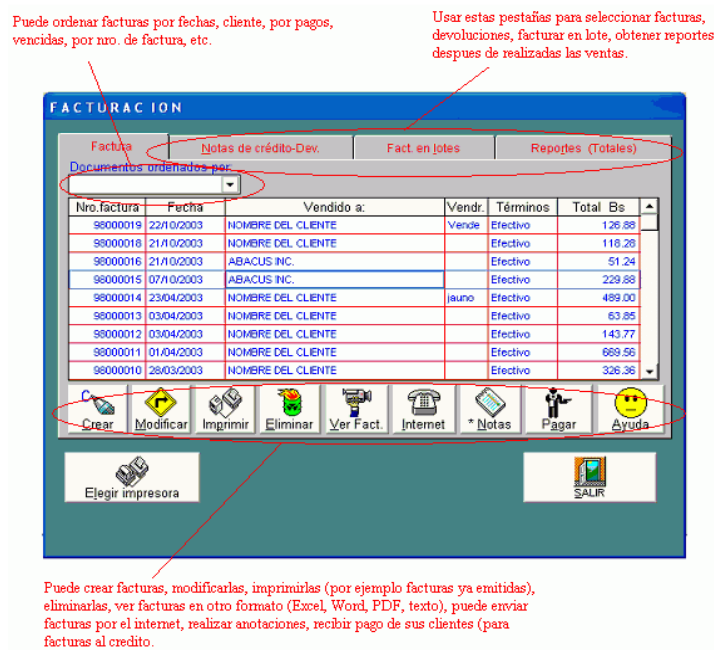 Puede ordenar facturas por fechas, cliente, por pagos,
vencidas, por nro. de factura, etc.
Usar estas pestañas para seleccionar facturas,
devoluciones, facturar en lote, obtener reportes
despues de realizadas las ventas.
FACTURACION
Factura
Notas de crédito-Dev.
Fact. en lotes
Reportes (Totales)
Documentos ordenados por:
Nro.factura Fecha Vendido a: Vendr. Términos Total Bs
98000019 22/10/2003 NOMBRE DEL CLIENTE Vende Efectivo 126.88
98000018 21/10/2003 NOMBRE DEL CLIENTE Efectivo 118.28
98000016 21/10/2003 ABACUS INC. Efectivo 51.24
98000015 07/10/2003 ABACUS INC. Efectivo 229.88
98000014 23/04/2003 NOMBRE DEL CLIENTE jauno Efectivo 489.00
98000013 03/04/2003 NOMBRE DEL CLIENTE Efectivo 63.85
98000012 03/04/2003 NOMBRE DEL CLIENTE Efectivo 143.77
98000011 01/04/2003 NOMBRE DEL CLIENTE Efectivo 669.56
98000010 28/03/2003 NOMBRE DEL CLIENTE Efectivo 326.36
Crear Modificar Imprimir Eliminar Ver Fact. Internet * Notas Pagar Ayuda
Elegir impresora
SALIR
Puede crear facturas, modificarlas, imprimirlas (por ejemplo facturas ya emitidas),
eliminarlas, ver facturas en otro formato (Excel, Word, PDF, texto), puede enviar
facturas por el internet, realizar anotaciones, recibir pago de sus clientes (para
facturas al credito.